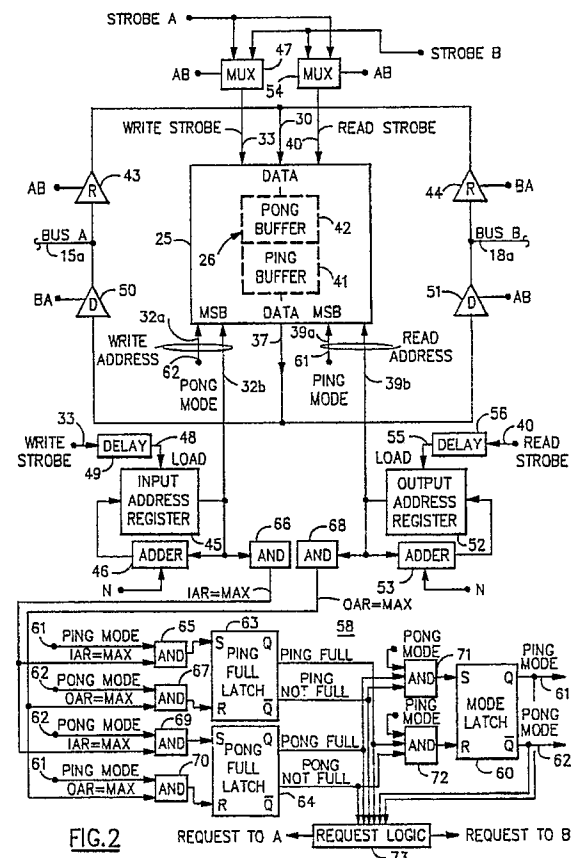 STROBE A
STROBE B
47
AB MUX MUX AB
54
WRITE STROBE 33 30 40 READ STROBE
43 AB R
44 R BA
DATA
PONG BUFFER 42
25 26
PING BUFFER 41
BUS A 15a
BUS B 18a
50 BA D
51 D AB
MSB DATA MSB
32a 37 39a
WRITE ADDRESS
READ ADDRESS
62 61
PONG MODE 32b
PING MODE 39b
33 WRITE STROBE
DELAY 49
48 LOAD
56 DELAY
40 READ STROBE
55 LOAD
INPUT ADDRESS REGISTER 45
OUTPUT ADDRESS REGISTER 52
66 AND
68 AND
46 ADDER
ADDER 53
N
N
IAR=MAX
OAR=MAX
61 PING MODE 65
IAR=MAX AND
62 PONG MODE 67
OAR=MAX AND
62 PONG MODE 69
IAR=MAX AND
61 PING MODE 70
OAR=MAX AND
63
S Q
PING FULL LATCH
R Q̅
S Q
PONG FULL LATCH
R Q̅
64
58
PING FULL
PING NOT FULL
PONG FULL
PONG NOT FULL
PONG MODE 71
AND
PING MODE
AND 72
S Q
MODE LATCH
R Q̅
60
PING MODE 61
PONG MODE 62
FIG.2
REQUEST TO A REQUEST LOGIC REQUEST TO B
73